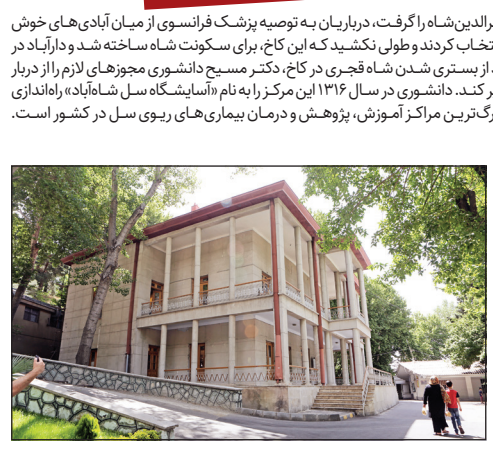 رالدین‌شاه را گرفت، درباریان به توصیه پزشک فرانسوی از میان آبادی‌های خوش
تخاب کردند و طولی نکشید که این کاخ، برای سکونت شاه ساخته شد و دارآباد در
د از بستری شدن شاه قجری در کاخ، دکتر مسیح دانشوری مجوزهای لازم را از دربار
ر کند. دانشوری در سال ۱۳۱۶ این مرکز را به نام «آسایشگاه سل شاه‌آباد» راه‌اندازی
رگ‌ترین مراکز آموزش، پژوهش و درمان بیماری‌های ریوی سل در کشور است.